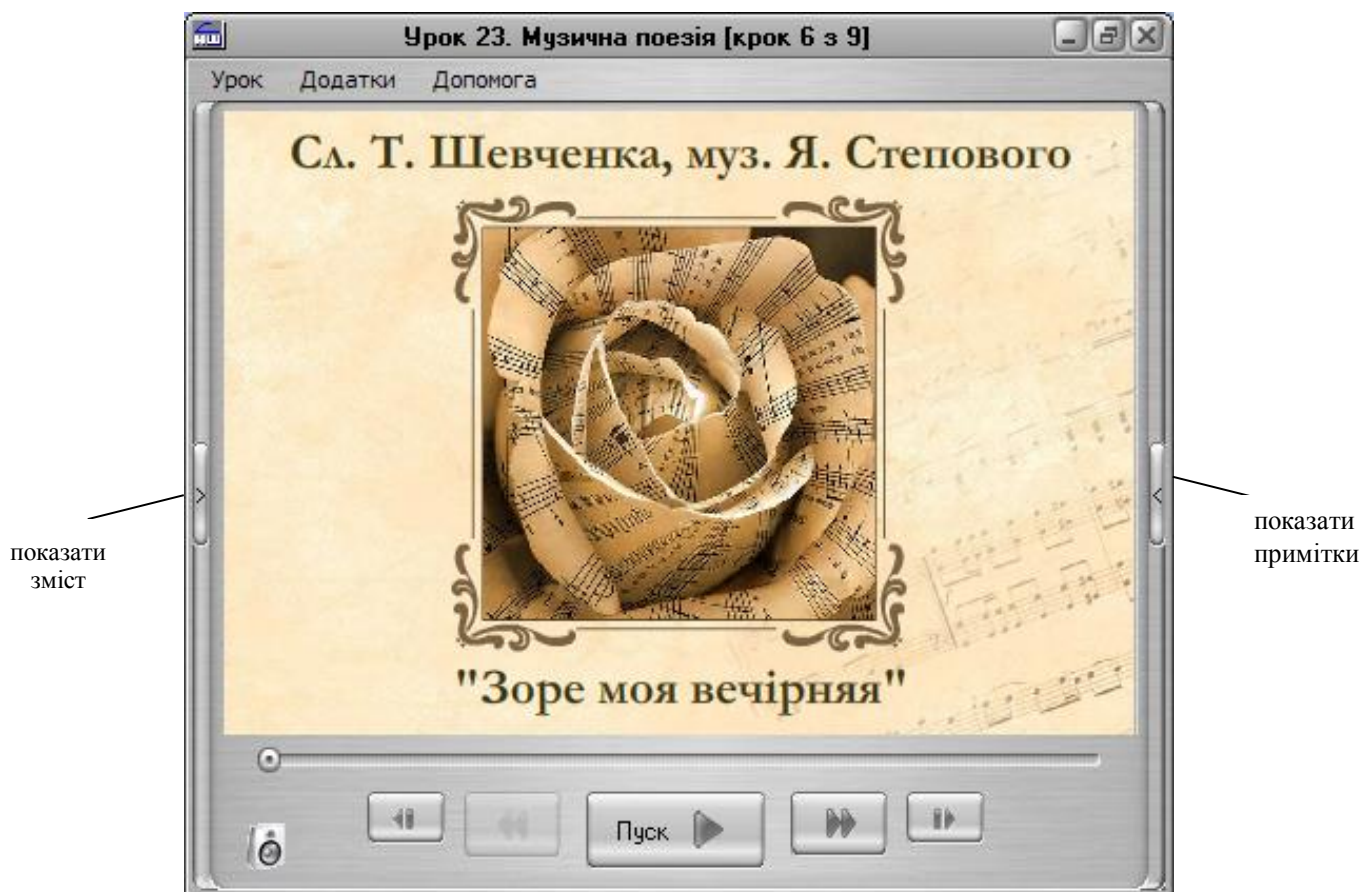 Урок 23. Музична поезія [крок 6 з 9]
Урок Додатки Допомога
Сл. Т. Шевченка, муз. Я. Степового
"Зоре моя вечірняя"
показати
зміст
показати
примітки
Пуск